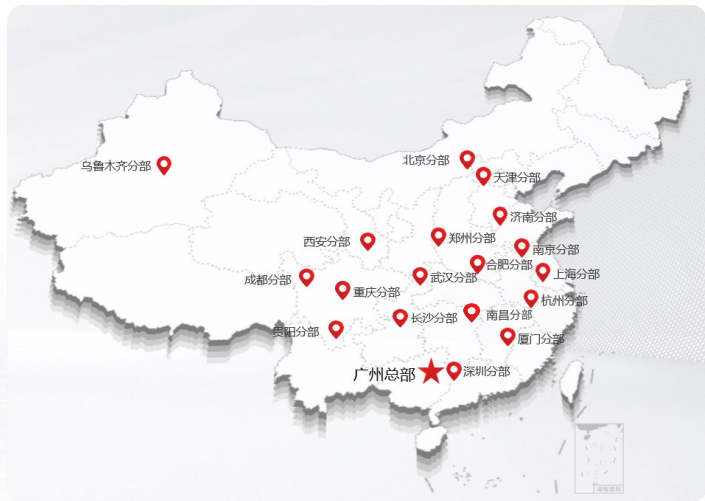 北京分部
乌鲁木齐分部
天津分部
济南分部
郑州分部
西安分部
南京分部
合肥分部
上海分部
武汉分部
成都分部
重庆分部
杭州分部
南昌分部
长沙分部
贵阳分部
厦门分部
深圳分部
广州总部